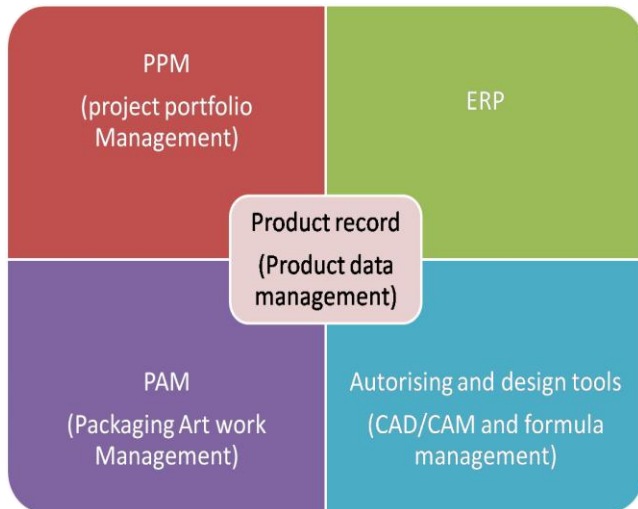 PPM
(project portfolio
Management)
ERP
Product record
(Product data
management)
PAM
(Packaging Art work
Management)
Autorising and design tools
(CAD/CAM and formula
management)